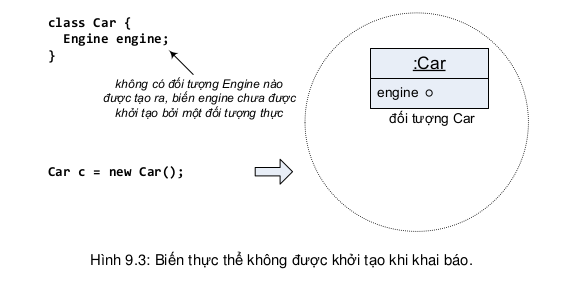 class Car {
Engine engine;
}
không có đối tượng Engine nào
được tạo ra, biến engine chưa được
khởi tạo bởi một đối tượng thực
:Car
engine
đối tượng Car
Car c = new Car();
Hình 9.3: Biến thực thể không được khởi tạo khi khai báo.